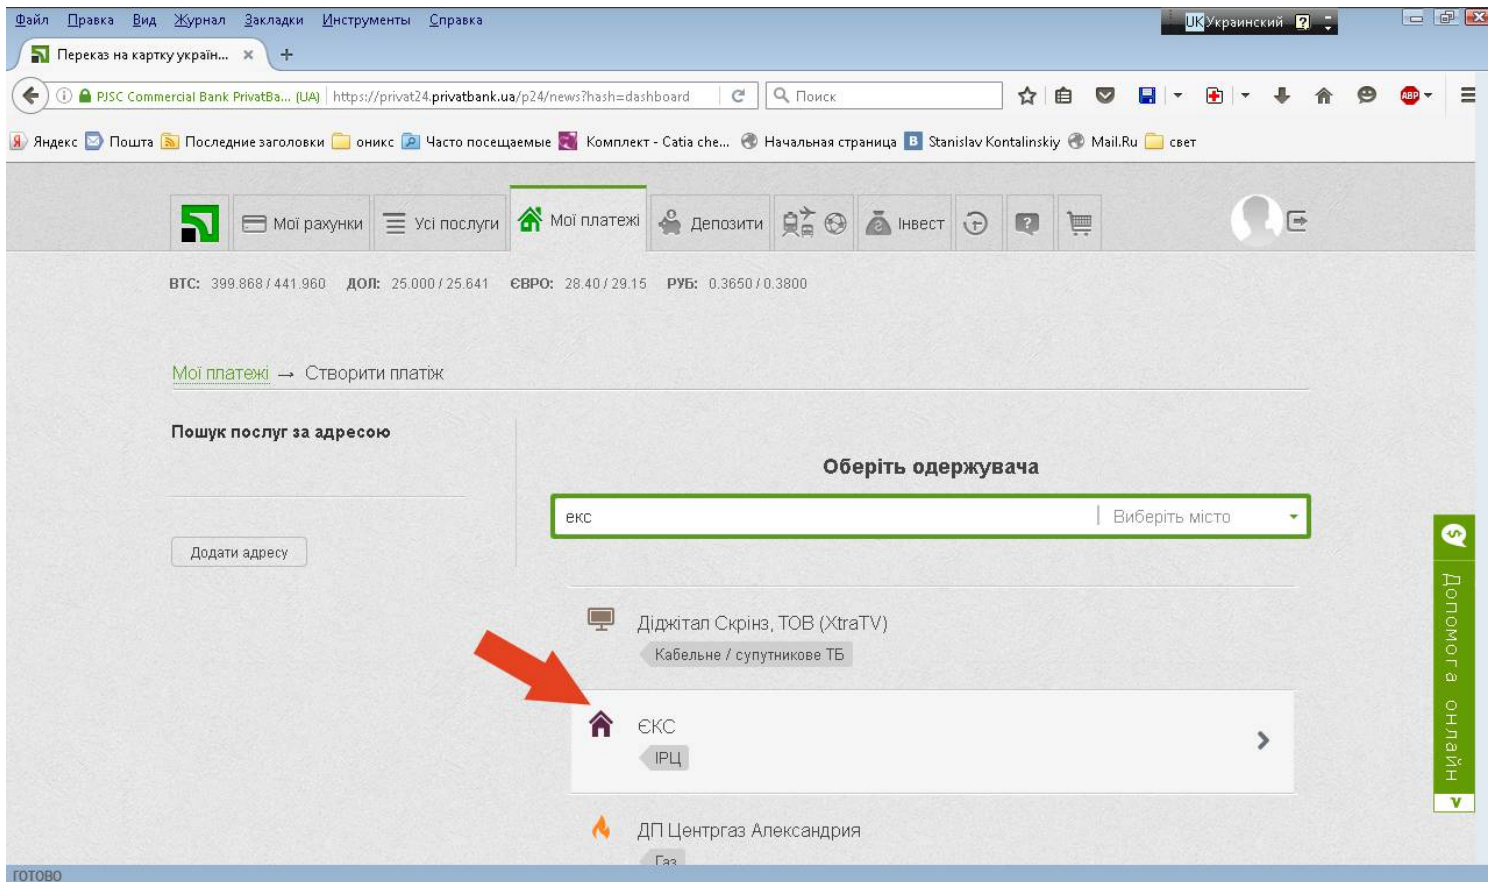 Файл Правка Вид Журнал Закладки Инструменты Справка
UK Украинский
Переказ на картку україн...
PJSC Commercial Bank PrivatBa... (UA) https://privat24.privatbank.ua/p24/news?hash=dashboard Поиск
ABP
Яндекс Пошта Последние заголовки оникс Часто посещаемые Комплект - Catia che... Начальная страница Stanislav Kontalinskiy Mail.Ru свет
Мої рахунки Усі послуги Мої платежі Депозити Інвест
BTC: 399.868 / 441.960 ДОЛ: 25.000 / 25.641 ЄВРО: 28.40 / 29.15 РУБ: 0.3650 / 0.3800
Мої платежі → Створити платіж
Пошук послуг за адресою
Оберіть одержувача
екс Виберіть місто
Додати адресу
Діджітал Скрінз, ТОВ (XtraTV)
Кабельне / супутникове ТБ
ЄКС
ІРЦ
ДП Центргаз Александрия
Газ
Допомога онлайн
ГОТОВО